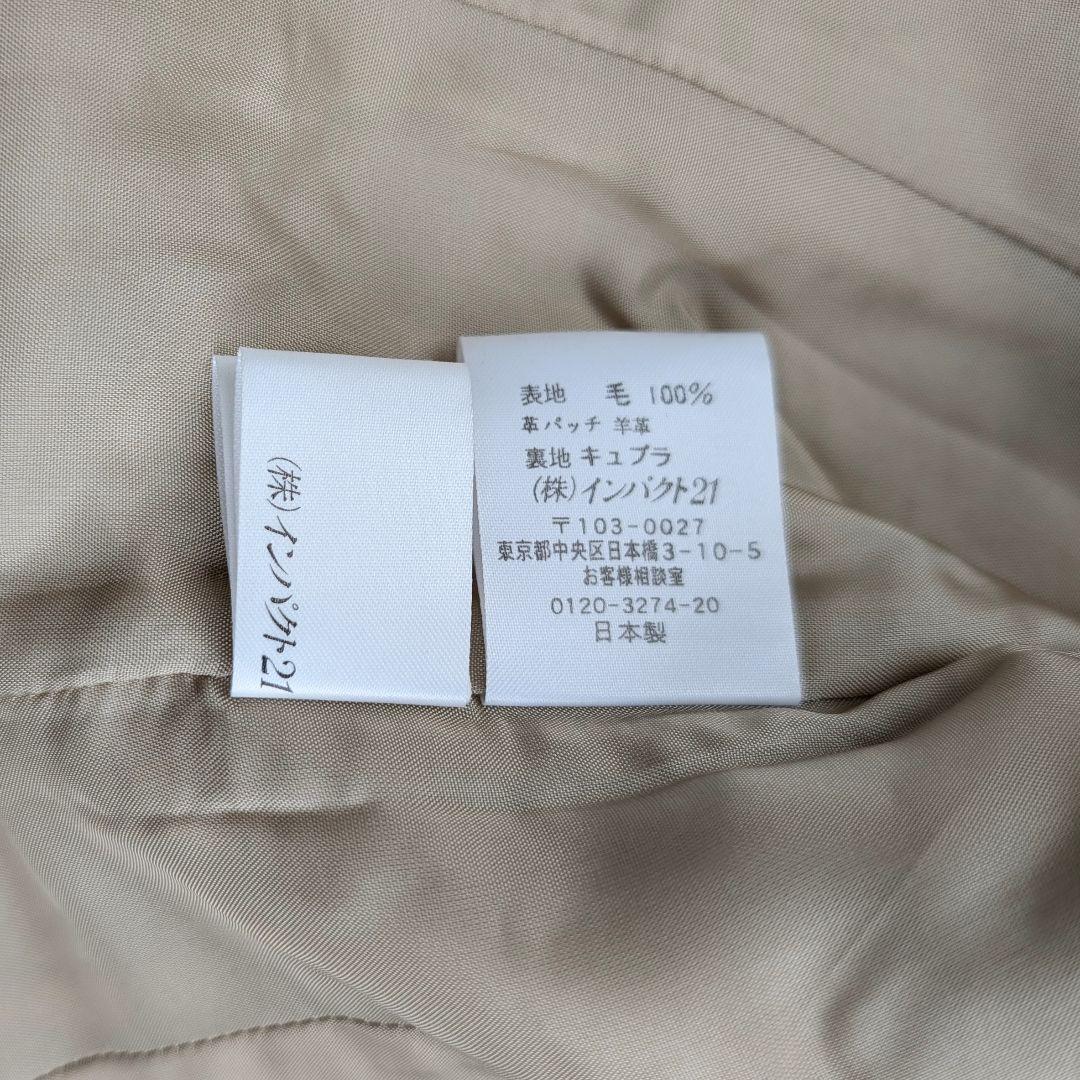 (株)インパクト21
表地 毛 100%
革パッチ 羊革
裏地 キュプラ
(株)インパクト21
〒103-0027
東京都中央区日本橋3-10-5
お客様相談室
0120-3274-20
日本製